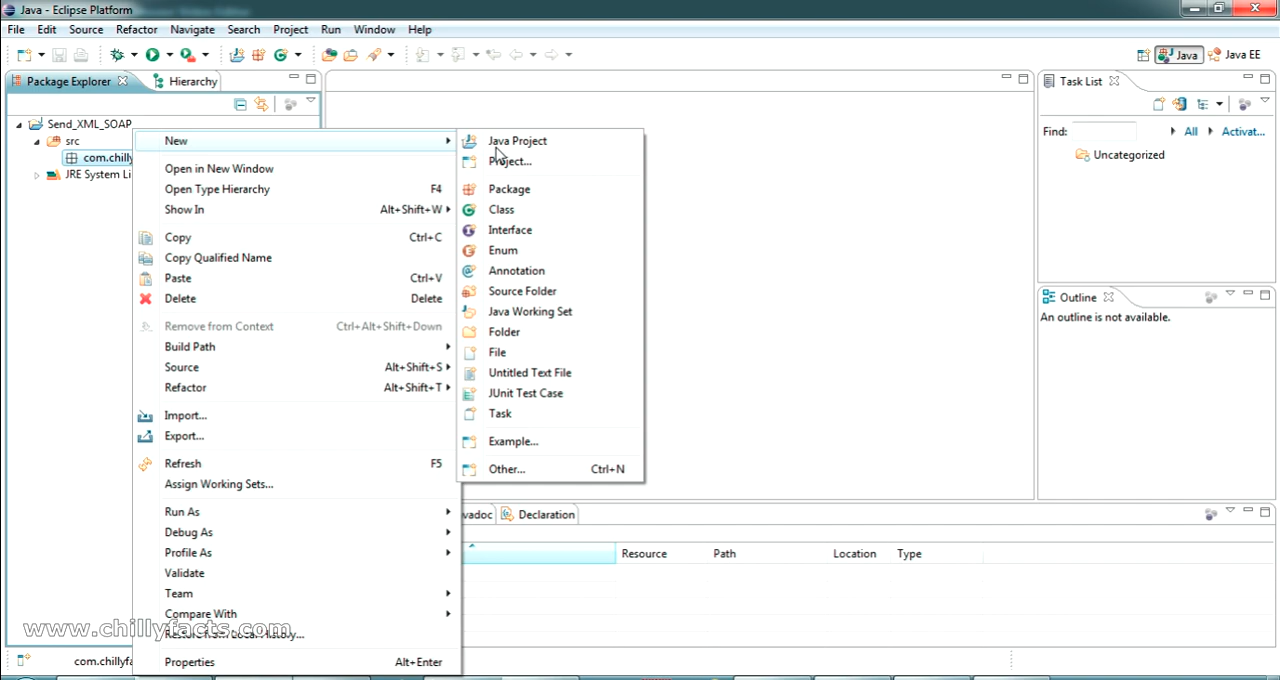 Java - Eclipse Platform
File Edit Source Refactor Navigate Search Project Run Window Help
Java Java EE
Package Explorer Hierarchy
Send_XML_SOAP
src
com.chilly
JRE System Li
New
Open in New Window
Open Type Hierarchy F4
Show In Alt+Shift+W
Copy Ctrl+C
Copy Qualified Name
Paste Ctrl+V
Delete Delete
Remove from Context Ctrl+Alt+Shift+Down
Build Path
Source Alt+Shift+S
Refactor Alt+Shift+T
Import...
Export...
Refresh F5
Assign Working Sets...
Run As
Debug As
Profile As
Validate
Team
Compare With
Restore from Local History...
Properties Alt+Enter
Java Project
Project...
Package
Class
Interface
Enum
Annotation
Source Folder
Java Working Set
Folder
File
Untitled Text File
JUnit Test Case
Task
Example...
Other... Ctrl+N
Task List
Find: All Activat...
Uncategorized
Outline
An outline is not available.
vadoc Declaration
Resource Path Location Type
www.chillyfacts.com
com.chillyfa